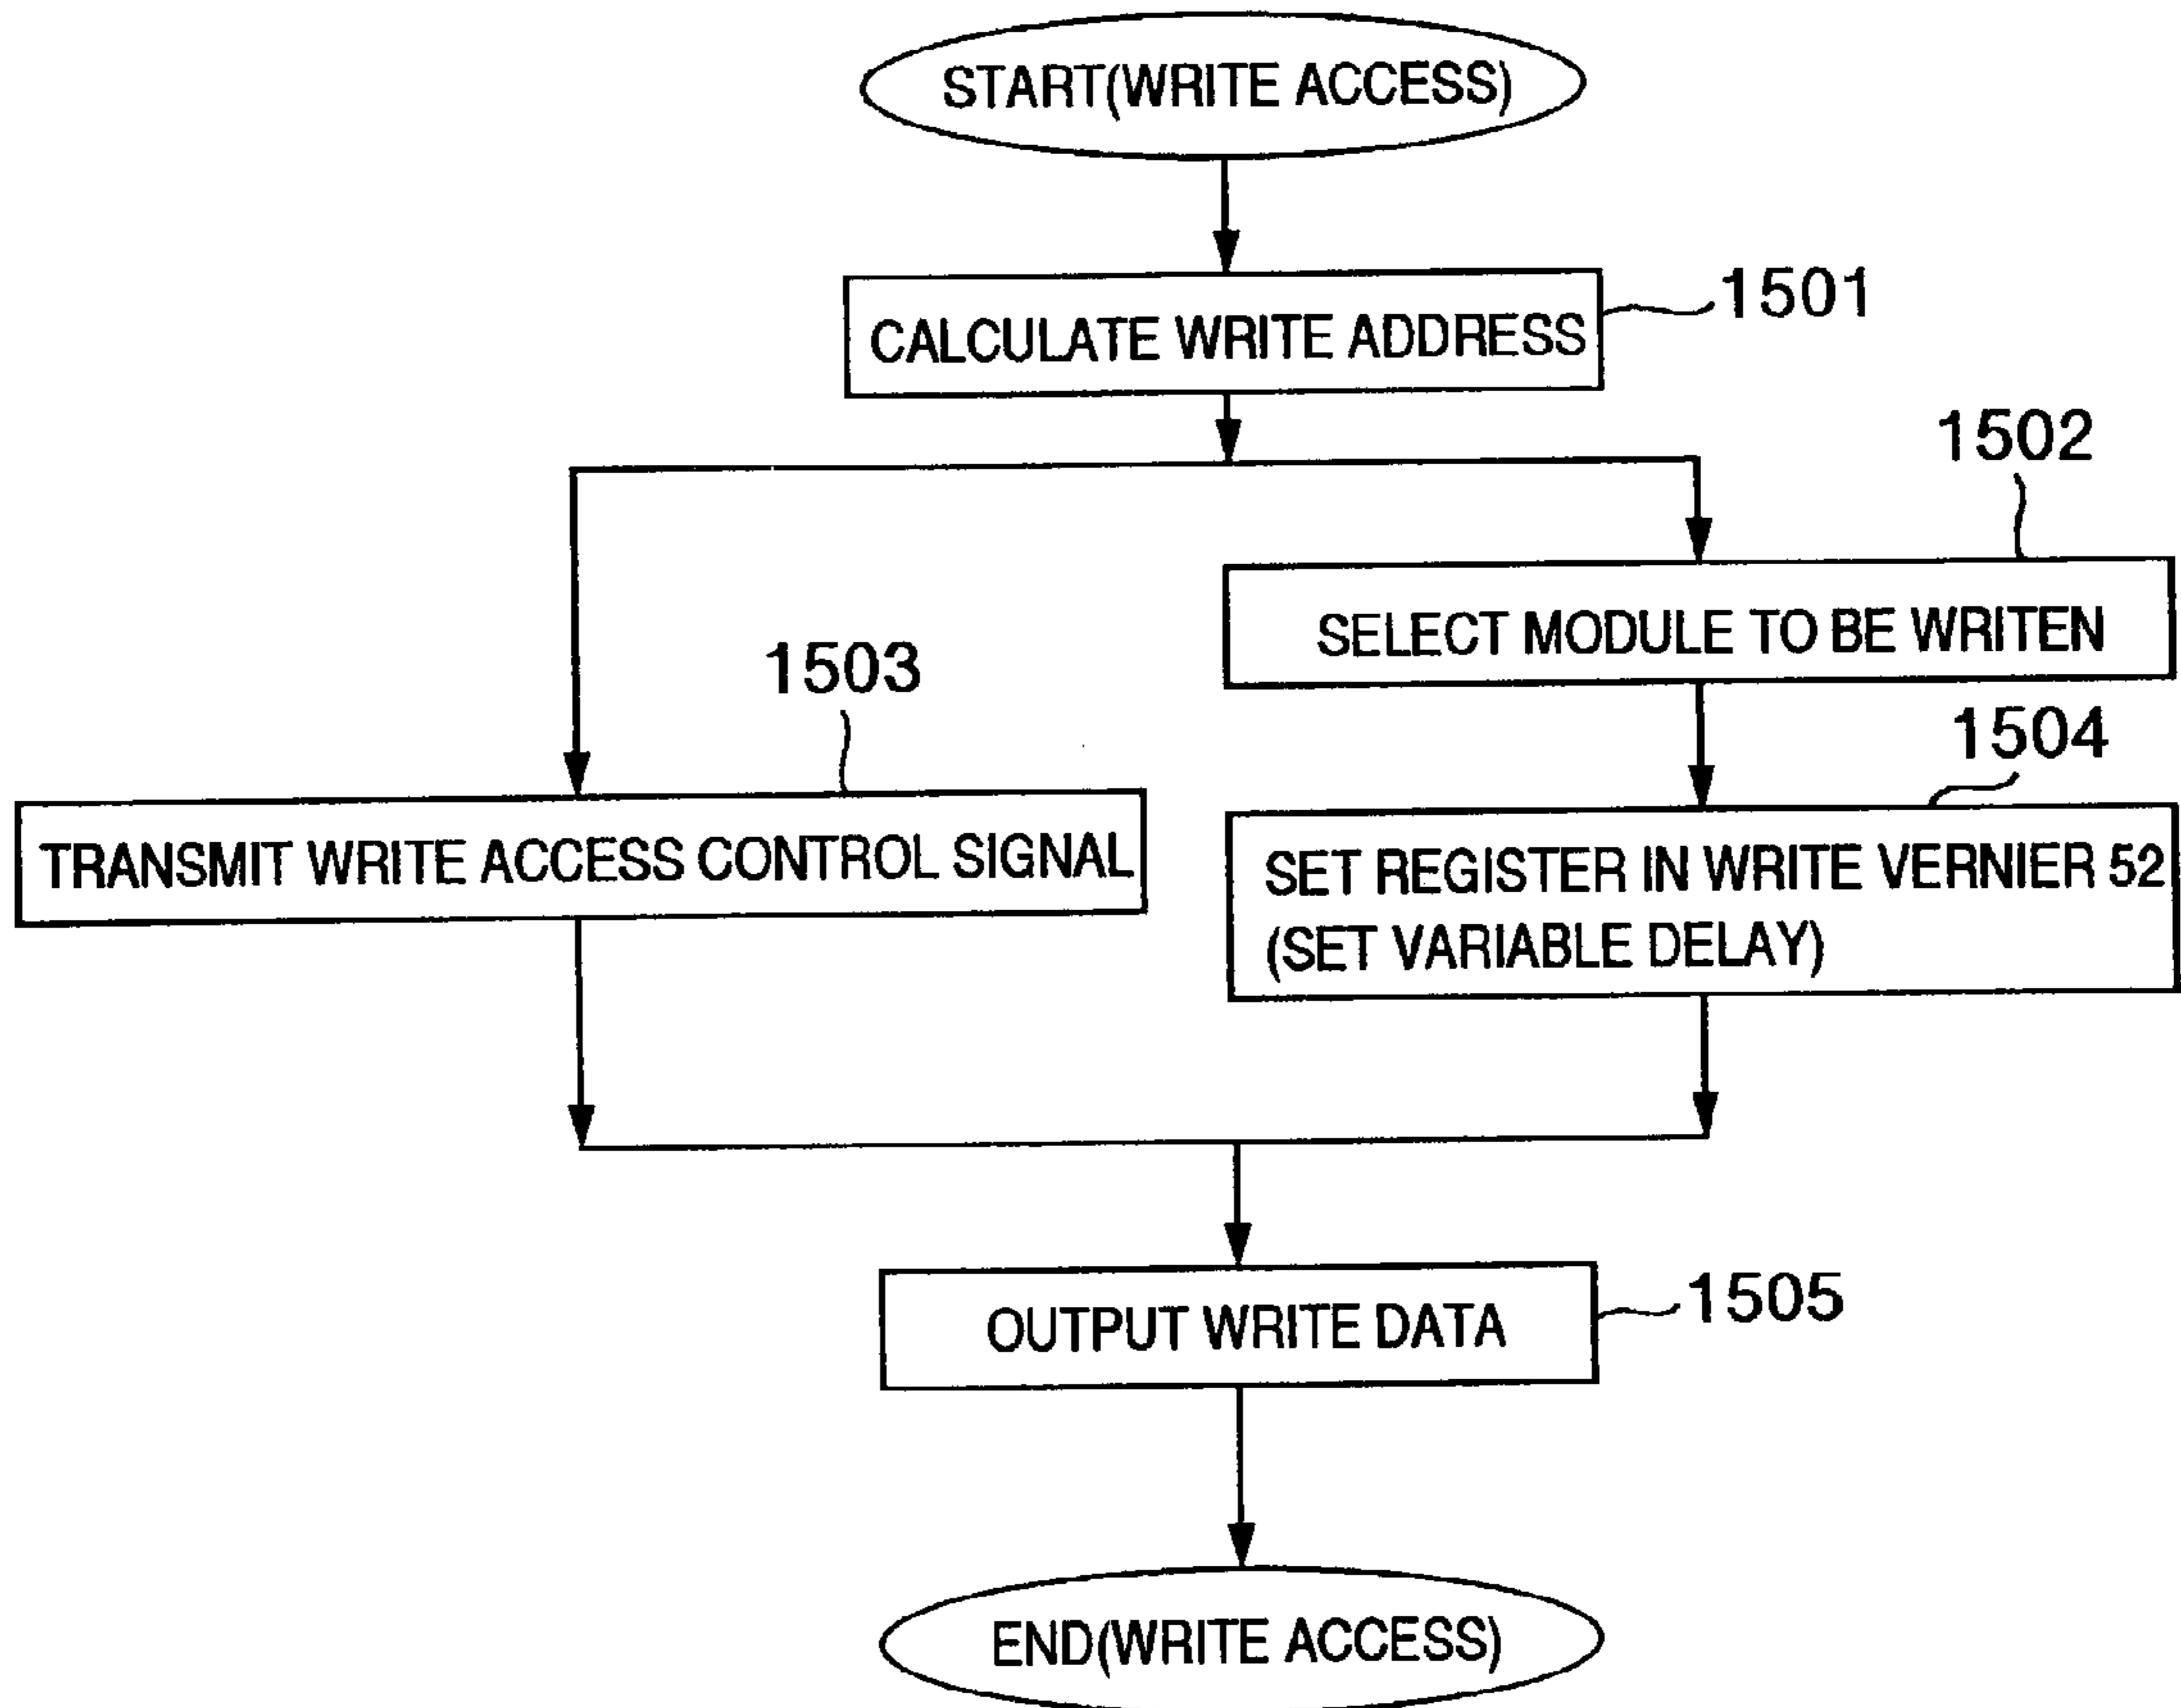 START(WRITE ACCESS)
1501
CALCULATE WRITE ADDRESS
1502
SELECT MODULE TO BE WRITEN
1503
TRANSMIT WRITE ACCESS CONTROL SIGNAL
1504
SET REGISTER IN WRITE VERNIER 52
(SET VARIABLE DELAY)
1505
OUTPUT WRITE DATA
END(WRITE ACCESS)